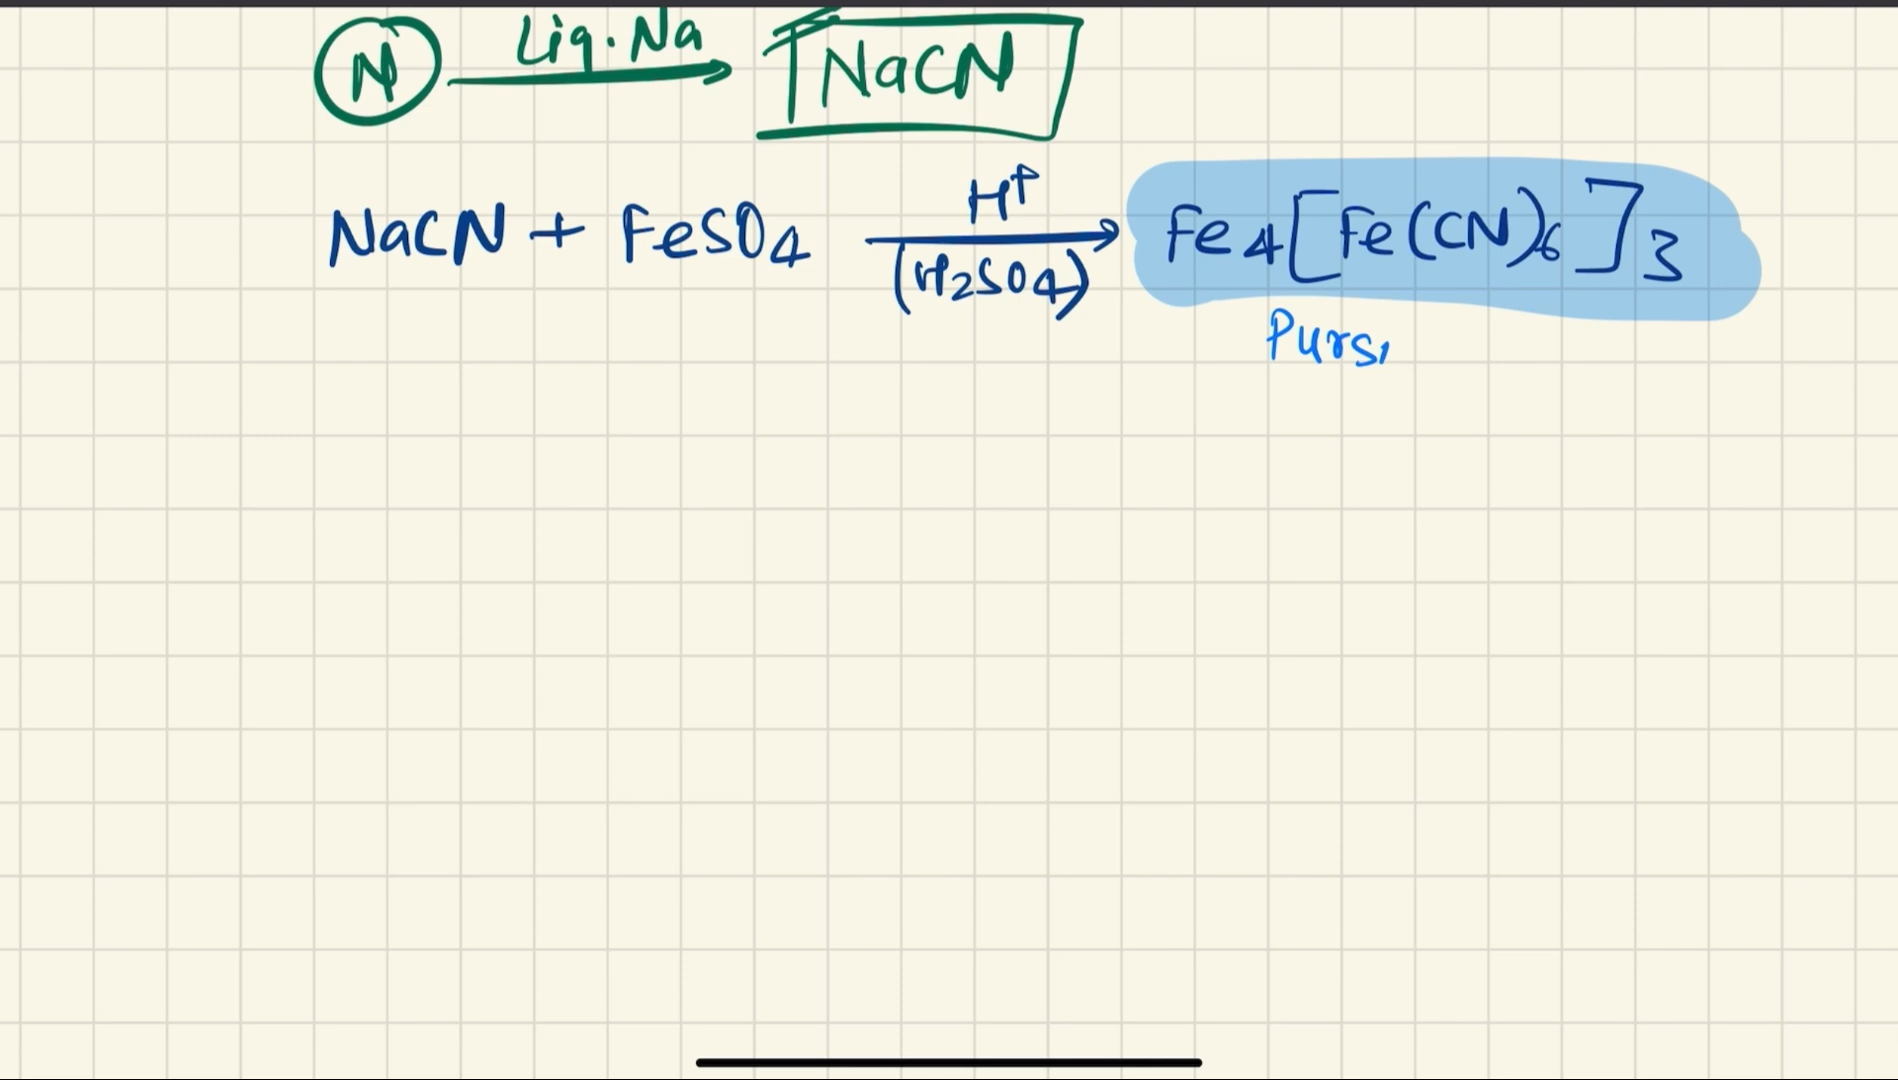 N Liq. Na NaCN
NaCN + FeSO4 H+ (H2SO4) Fe4[Fe(CN)6]3
Purs